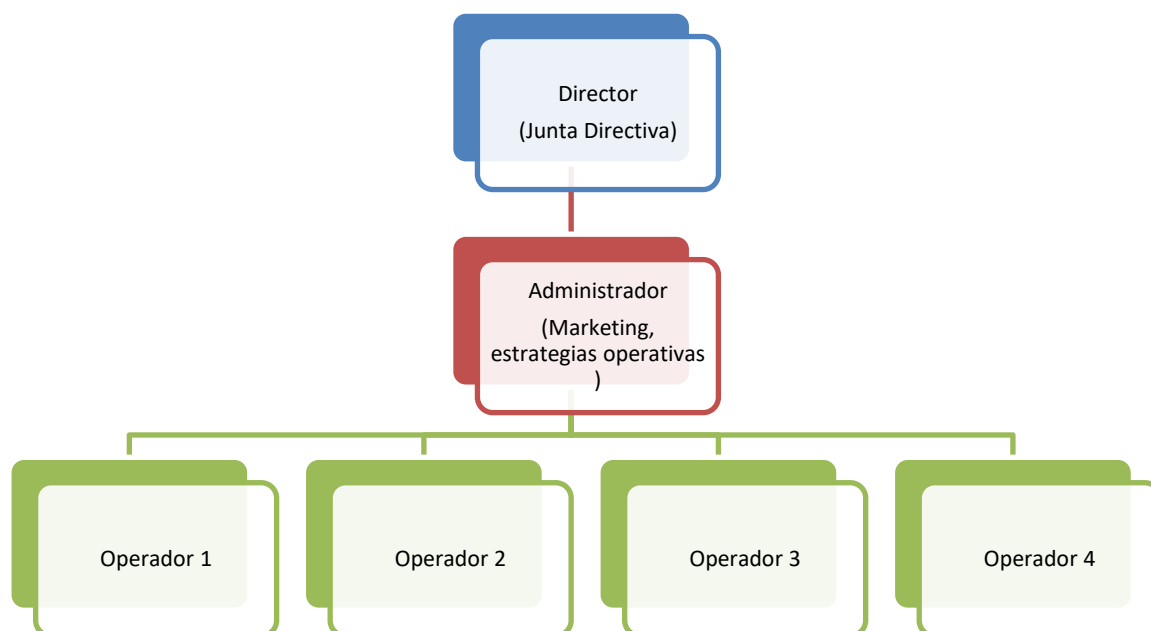 Director
(Junta Directiva)
Administrador
(Marketing,
estrategias operativas
)
Operador 1
Operador 2
Operador 3
Operador 4